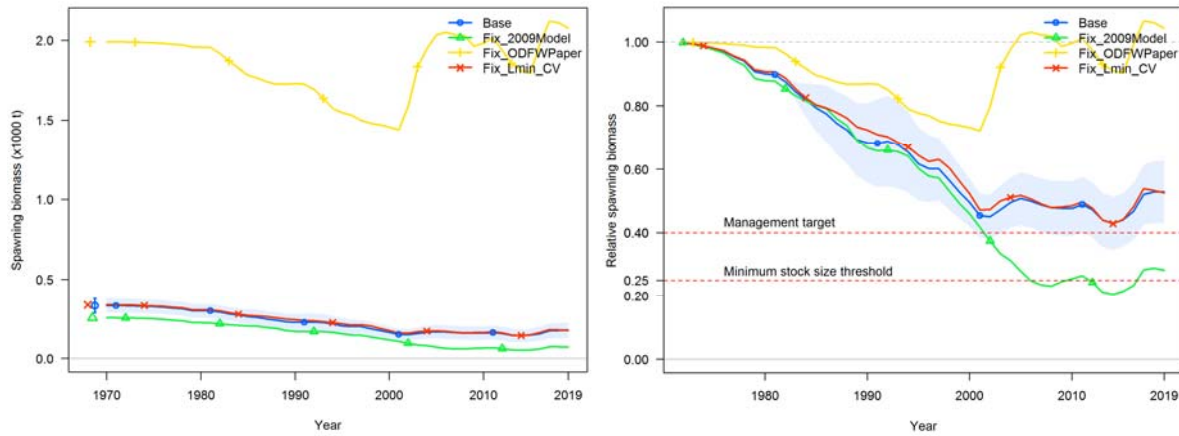 Base
Fix_2009Model
Fix_ODFWPaper
Fix_Lmin_CV
Spawning biomass (x1000 t)
2.0
1.5
1.0
0.5
0.0
1970
1980
1990
2000
2010
2019
Year
Base
Fix_2009Model
Fix_ODFWPaper
Fix_Lmin_CV
Relative spawning biomass
1.00
0.80
0.60
0.40
0.25
0.20
0.00
Management target
Minimum stock size threshold
1980
1990
2000
2010
2019
Year